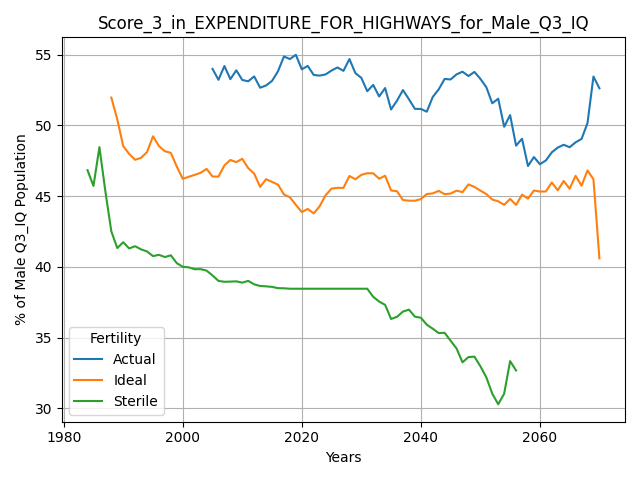 Score_3_in_EXPENDITURE_FOR_HIGHWAYS_for_Male_Q3_IQ
% of Male Q3_IQ Population
55
50
45
40
35
30
Fertility
Actual
Ideal
Sterile
1980
2000
2020
2040
2060
Years